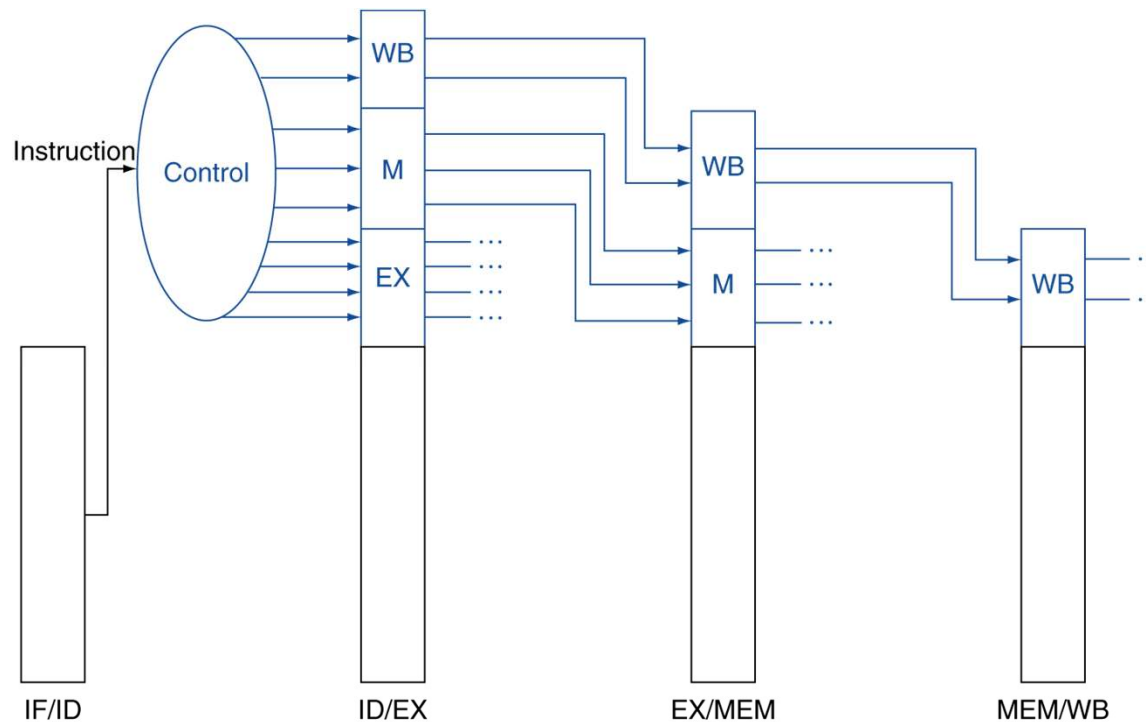 WB
Instruction
Control
M
WB
EX
M
WB
...
...
...
...
...
...
...
..
..
IF/ID
ID/EX
EX/MEM
MEM/WB